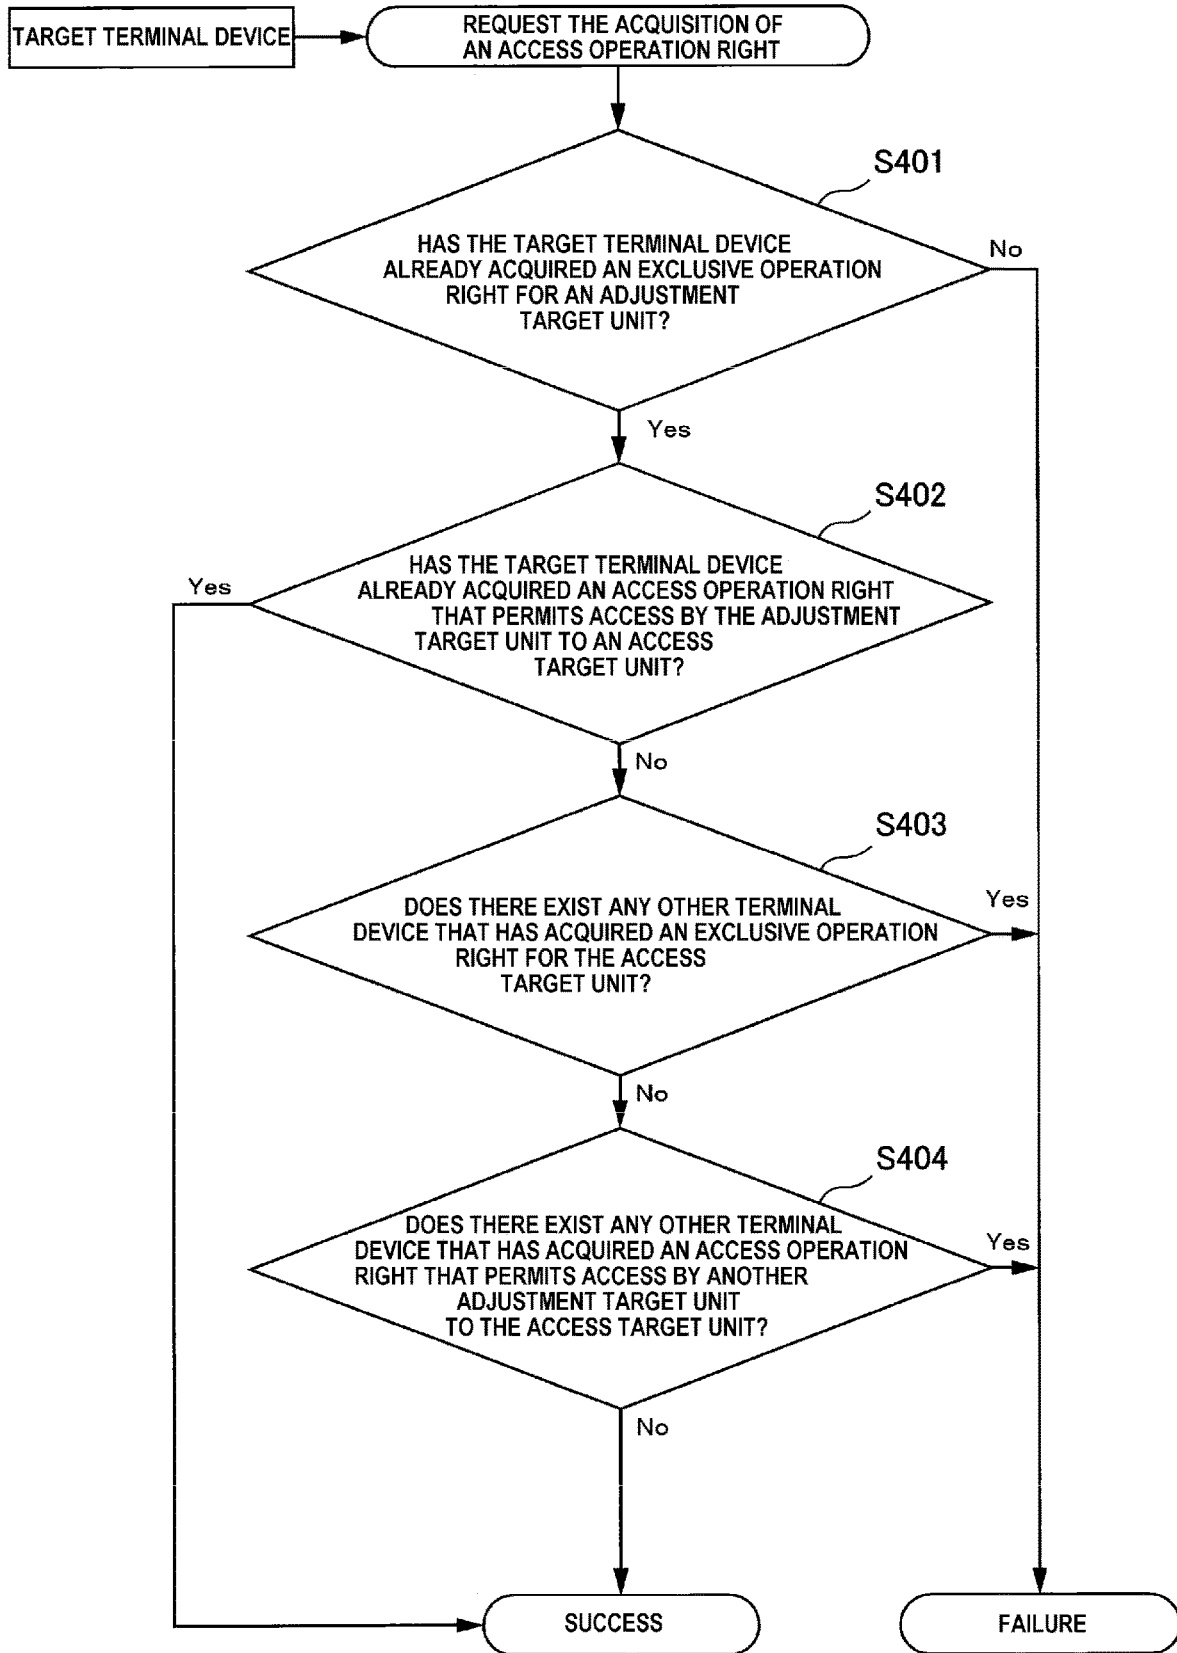 TARGET TERMINAL DEVICE
REQUEST THE ACQUISITION OF
AN ACCESS OPERATION RIGHT
S401
HAS THE TARGET TERMINAL DEVICE
ALREADY ACQUIRED AN EXCLUSIVE OPERATION
RIGHT FOR AN ADJUSTMENT
TARGET UNIT?
No
Yes
S402
HAS THE TARGET TERMINAL DEVICE
ALREADY ACQUIRED AN ACCESS OPERATION RIGHT
THAT PERMITS ACCESS BY THE ADJUSTMENT
TARGET UNIT TO AN ACCESS
TARGET UNIT?
Yes
No
S403
DOES THERE EXIST ANY OTHER TERMINAL
DEVICE THAT HAS ACQUIRED AN EXCLUSIVE OPERATION
RIGHT FOR THE ACCESS
TARGET UNIT?
Yes
No
S404
DOES THERE EXIST ANY OTHER TERMINAL
DEVICE THAT HAS ACQUIRED AN ACCESS OPERATION
RIGHT THAT PERMITS ACCESS BY ANOTHER
ADJUSTMENT TARGET UNIT
TO THE ACCESS TARGET UNIT?
Yes
No
SUCCESS
FAILURE